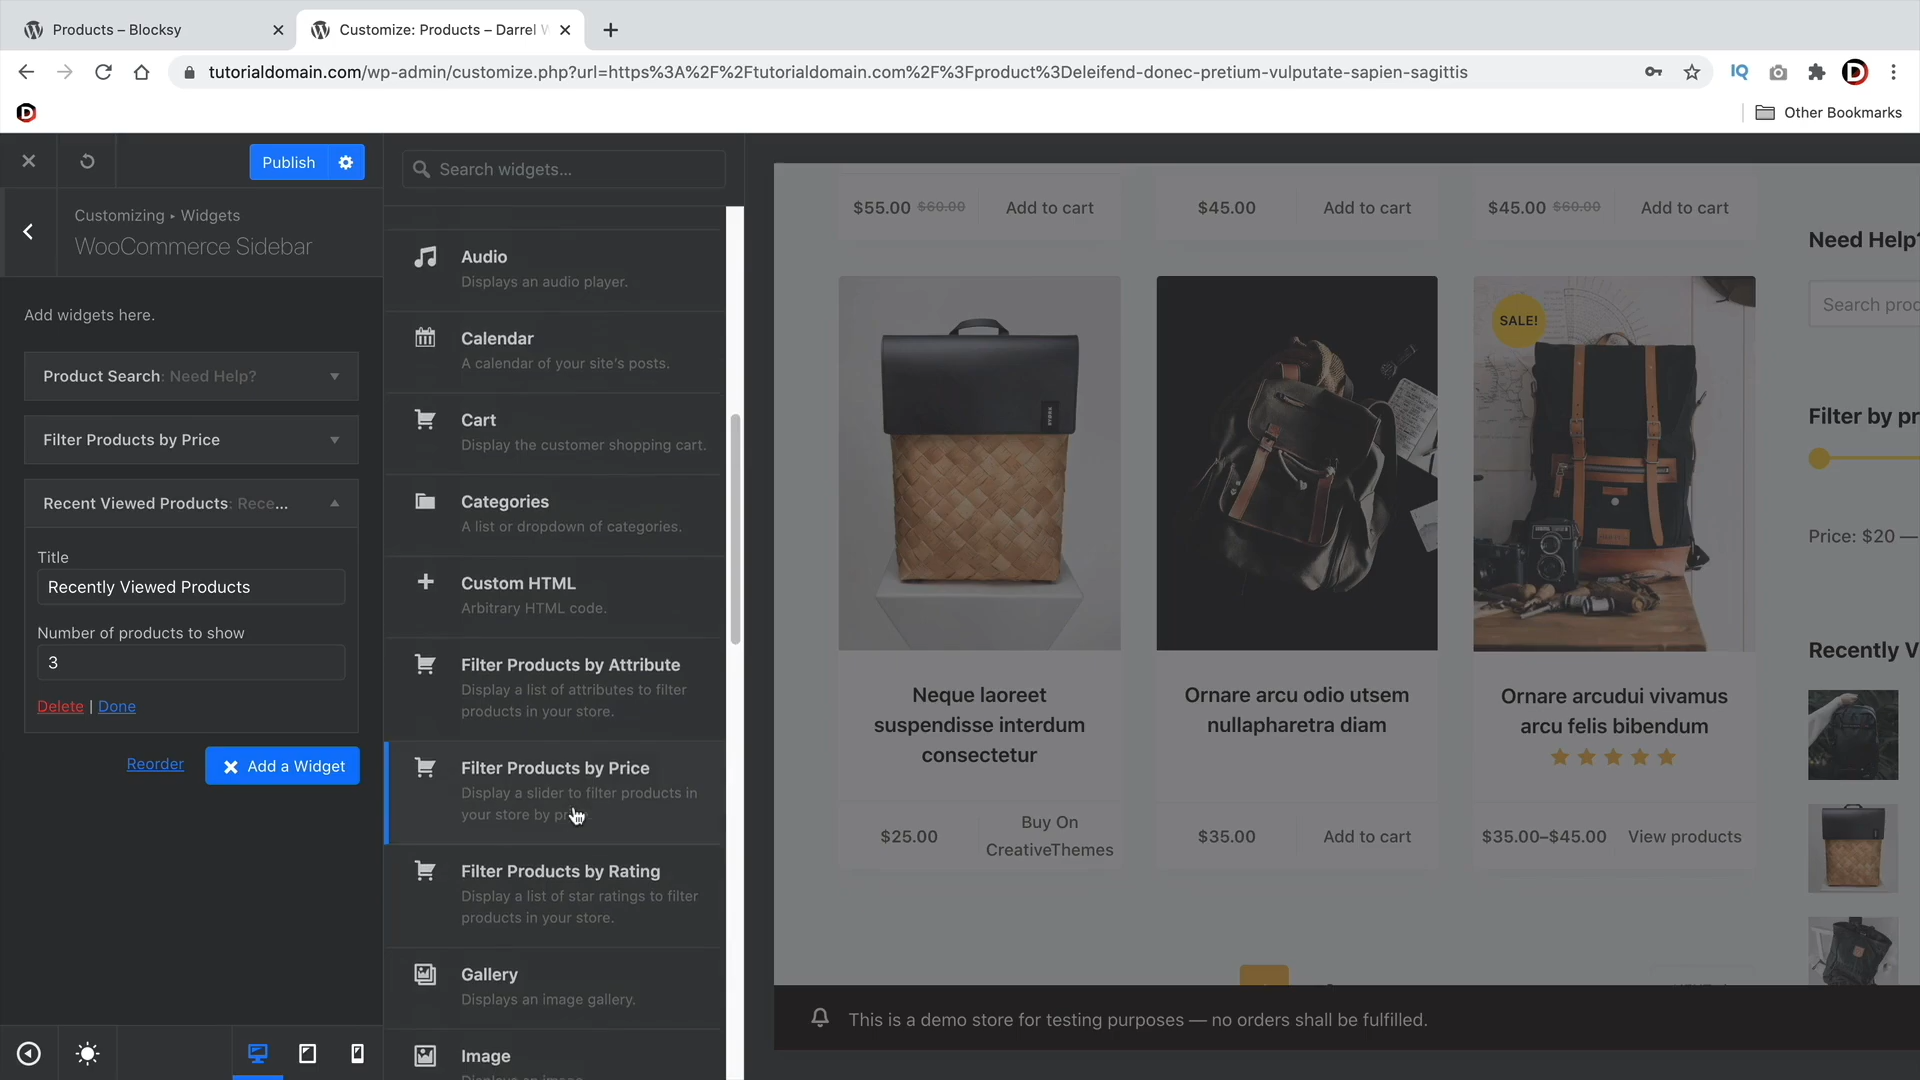 Products – Blocksy
Customize: Products – Darrel
tutorialdomain.com/wp-admin/customize.php?url=https%3A%2F%2Ftutorialdomain.com%2F%3Fproduct%3Deleifend-donec-pretium-vulputate-sapien-sagittis
IQ
D
D
Other Bookmarks
Publish
Customizing ▸ Widgets
WooCommerce Sidebar
Add widgets here.
Product Search: Need Help?
Filter Products by Price
Recent Viewed Products: Rece...
Title
Recently Viewed Products
Number of products to show
3
Delete | Done
Reorder
Add a Widget
Search widgets...
Audio
Displays an audio player.
Calendar
A calendar of your site's posts.
Cart
Display the customer shopping cart.
Categories
A list or dropdown of categories.
Custom HTML
Arbitrary HTML code.
Filter Products by Attribute
Display a list of attributes to filter
products in your store.
Filter Products by Price
Display a slider to filter products in
your store by
Filter Products by Rating
Display a list of star ratings to filter
products in your store.
Gallery
Displays an image gallery.
Image
Displays an image.
$55.00 $60.00 Add to cart
$45.00 Add to cart
$45.00 $60.00 Add to cart
SALE!
Neque laoreet
suspendisse interdum
consectetur
$25.00
Buy On
CreativeThemes
Ornare arcu odio utsem
nullapharetra diam
$35.00 Add to cart
Ornare arcudui vivamus
arcu felis bibendum
$35.00–$45.00 View products
Need Help?
Search proc
Filter by pr
Price: $20 —
Recently V
This is a demo store for testing purposes — no orders shall be fulfilled.